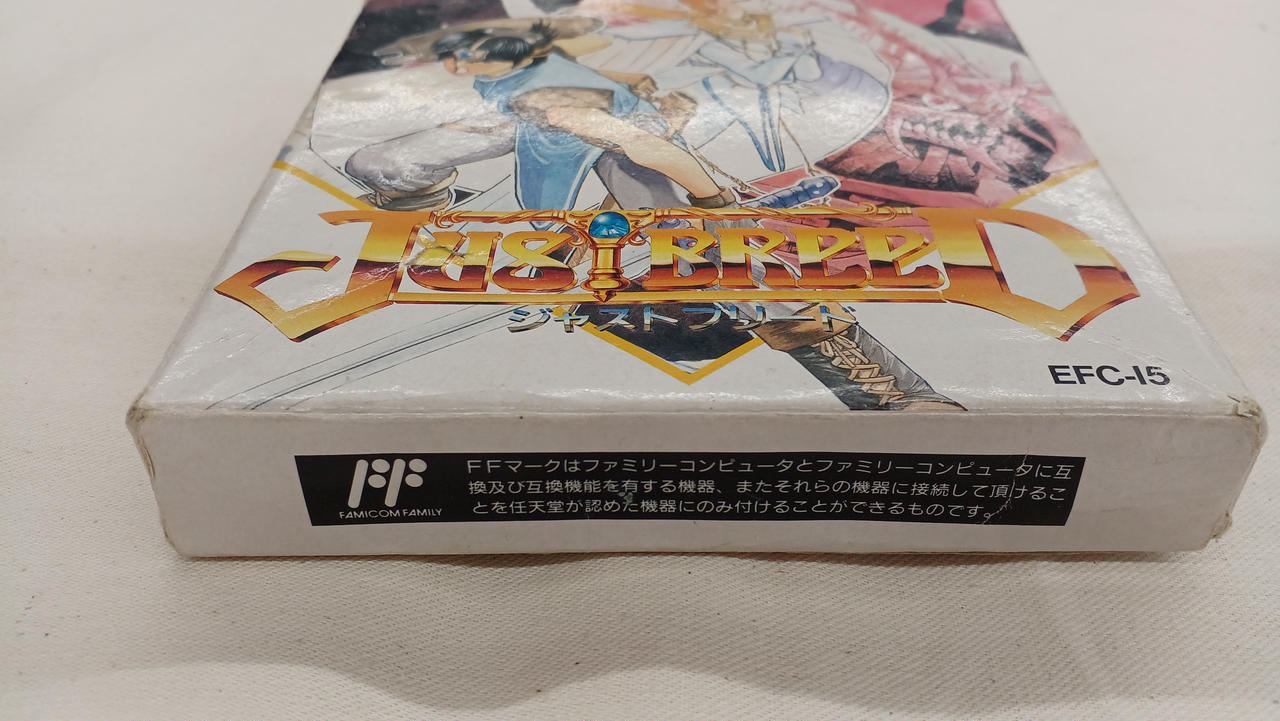 JUST BREED
ジャストブリード
EFC-15
FF
FAMICOM FAMILY
FFマークはファミリーコンピュータとファミリーコンピュータに互
換及び互換機能を有する機器、またそれらの機器に接続して頂けるこ
とを任天堂が認めた機器にのみ付けることができるものです。